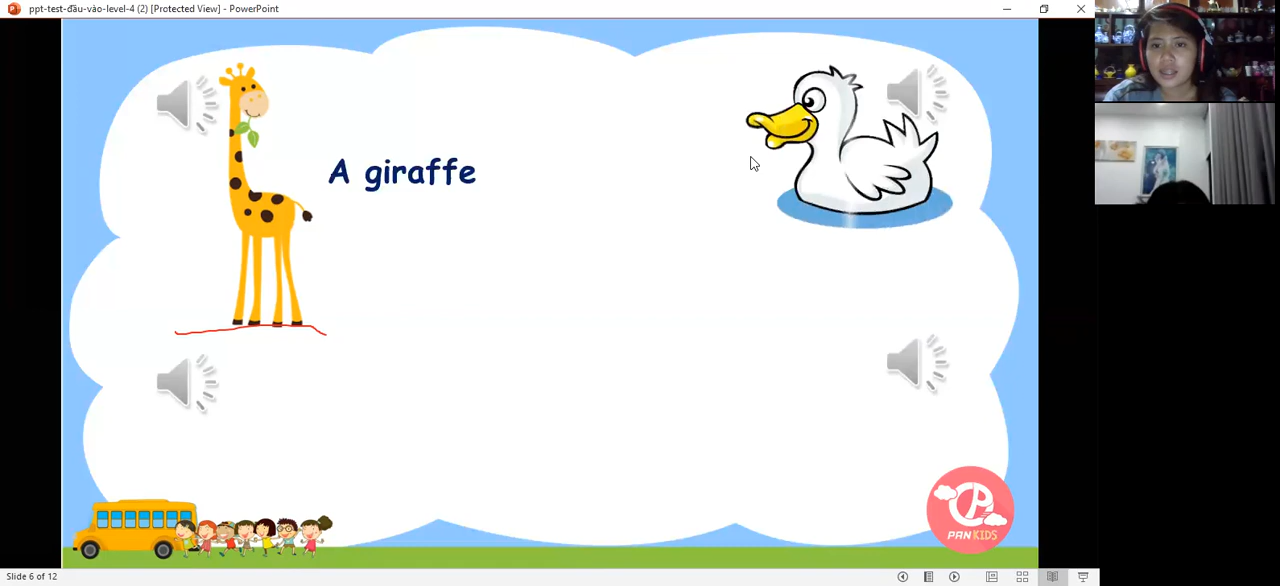 ppt-test-đầu-vào-level-4 (2) [Protected View] - PowerPoint
A giraffe
PAN KIDS
Slide 6 of 12